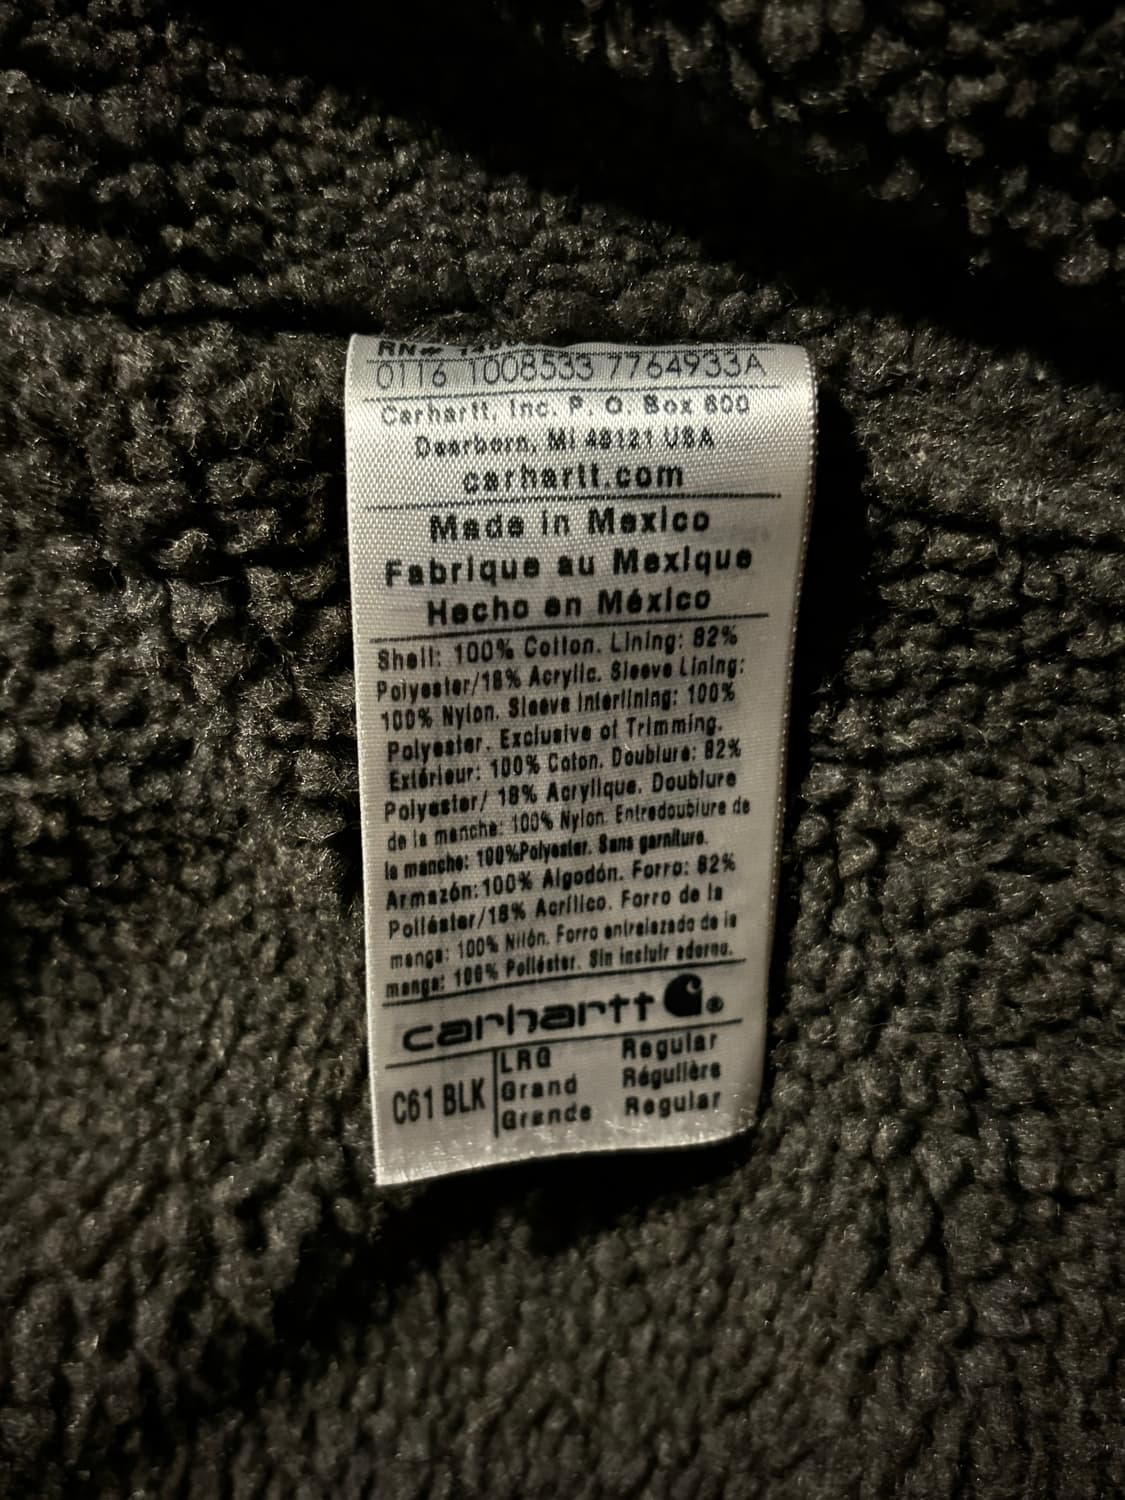 RN#
0116 1008533 7764933A
Carhartt, Inc. P. O. Box 600
Dearborn, MI 48121 USA
carhartt.com
Made in Mexico
Fabrique au Mexique
Hecho en México
Shell: 100% Cotton. Lining: 82%
Polyester/18% Acrylic. Sleeve Lining:
100% Nylon. Sleeve Interlining: 100%
Polyester. Exclusive of Trimming.
Extérieur: 100% Coton. Doublure: 82%
Polyester/ 18% Acrylique. Doublure
de la manche: 100% Nylon. Entredoublure de
la manche: 100%Polyester. Sans garniture.
Armazón:100% Algodón. Forro: 82%
Poliéster/18% Acrílico. Forro de la
manga: 100% Nilón. Forro entrelazado de la
manga: 100% Poliéster. Sin incluir adorno.
carhartt ®
C61 BLK
LRG Regular
Grand Régulière
Grande Regular